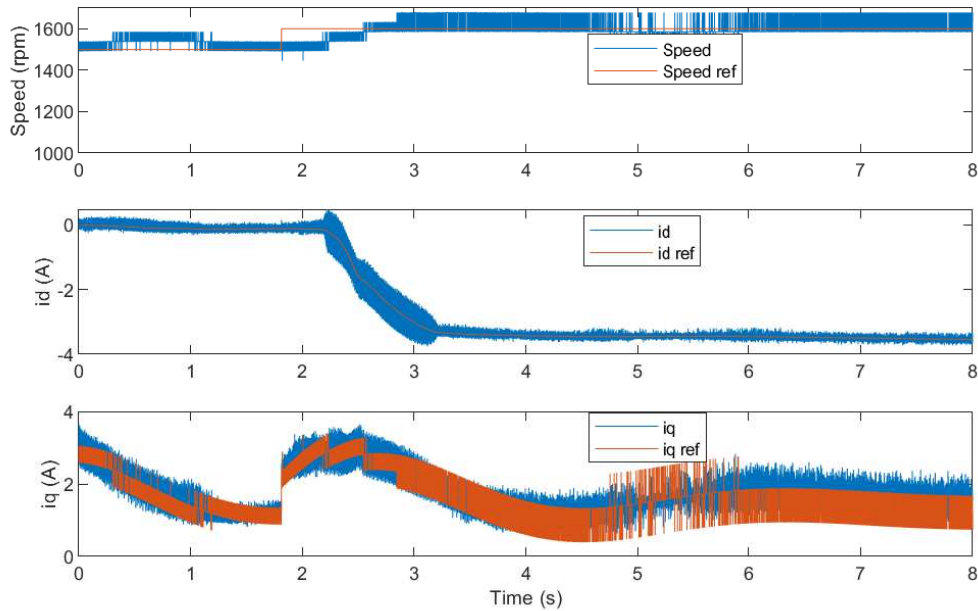 1600
1400
1200
1000
Speed (rpm)
Speed
Speed ref
0 1 2 3 4 5 6 7 8
0
-2
-4
id (A)
id
id ref
0 1 2 3 4 5 6 7 8
4
2
0
iq (A)
iq
iq ref
0 1 2 3 4 5 6 7 8
Time (s)